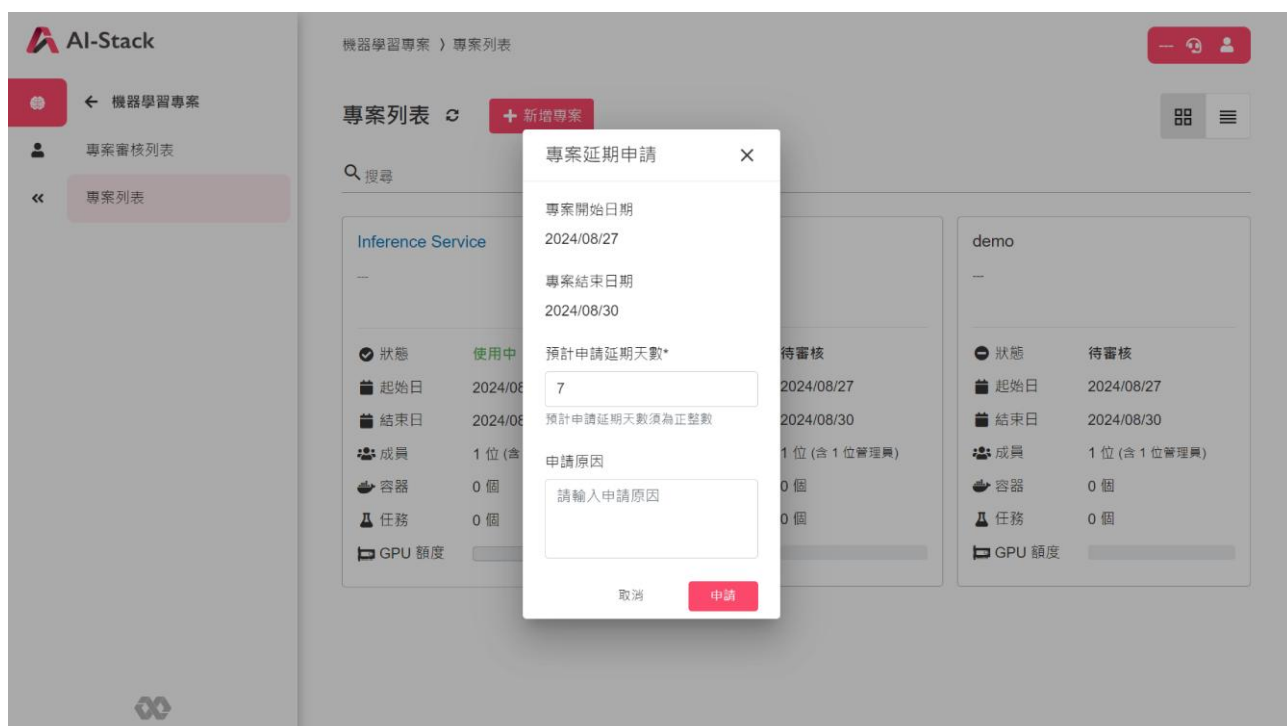 AI-Stack
機器學習專案 〉專案列表
---
機器學習專案
專案審核列表
專案列表
專案列表
新增專案
搜尋
專案延期申請
專案開始日期
2024/08/27
專案結束日期
2024/08/30
預計申請延期天數*
7
預計申請延期天數須為正整數
申請原因
請輸入申請原因
取消
申請
Inference Service
---
狀態 使用中
起始日 2024/08
結束日 2024/08
成員 1 位 (含
容器 0 個
任務 0 個
GPU 額度
待審核
2024/08/27
2024/08/30
1 位 (含 1 位管理員)
0 個
0 個
demo
---
狀態 待審核
起始日 2024/08/27
結束日 2024/08/30
成員 1 位 (含 1 位管理員)
容器 0 個
任務 0 個
GPU 額度